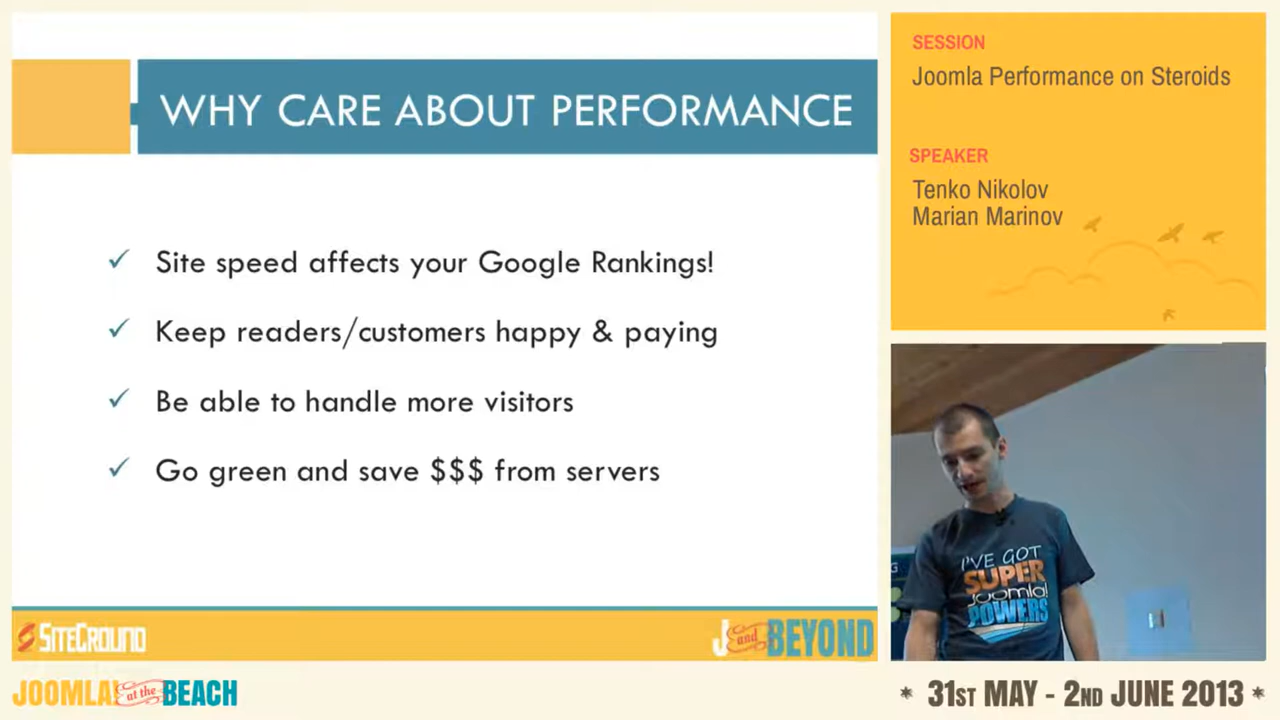 WHY CARE ABOUT PERFORMANCE
Site speed affects your Google Rankings!
Keep readers/customers happy & paying
Be able to handle more visitors
Go green and save $$$ from servers
SITEGROUND
J and BEYOND
SESSION
Joomla Performance on Steroids
SPEAKER
Tenko Nikolov
Marian Marinov
G
I'VE GOT
SUPER
Joomla!
POWERS
JOOMLA! at the BEACH
* 31ST MAY - 2ND JUNE 2013 *